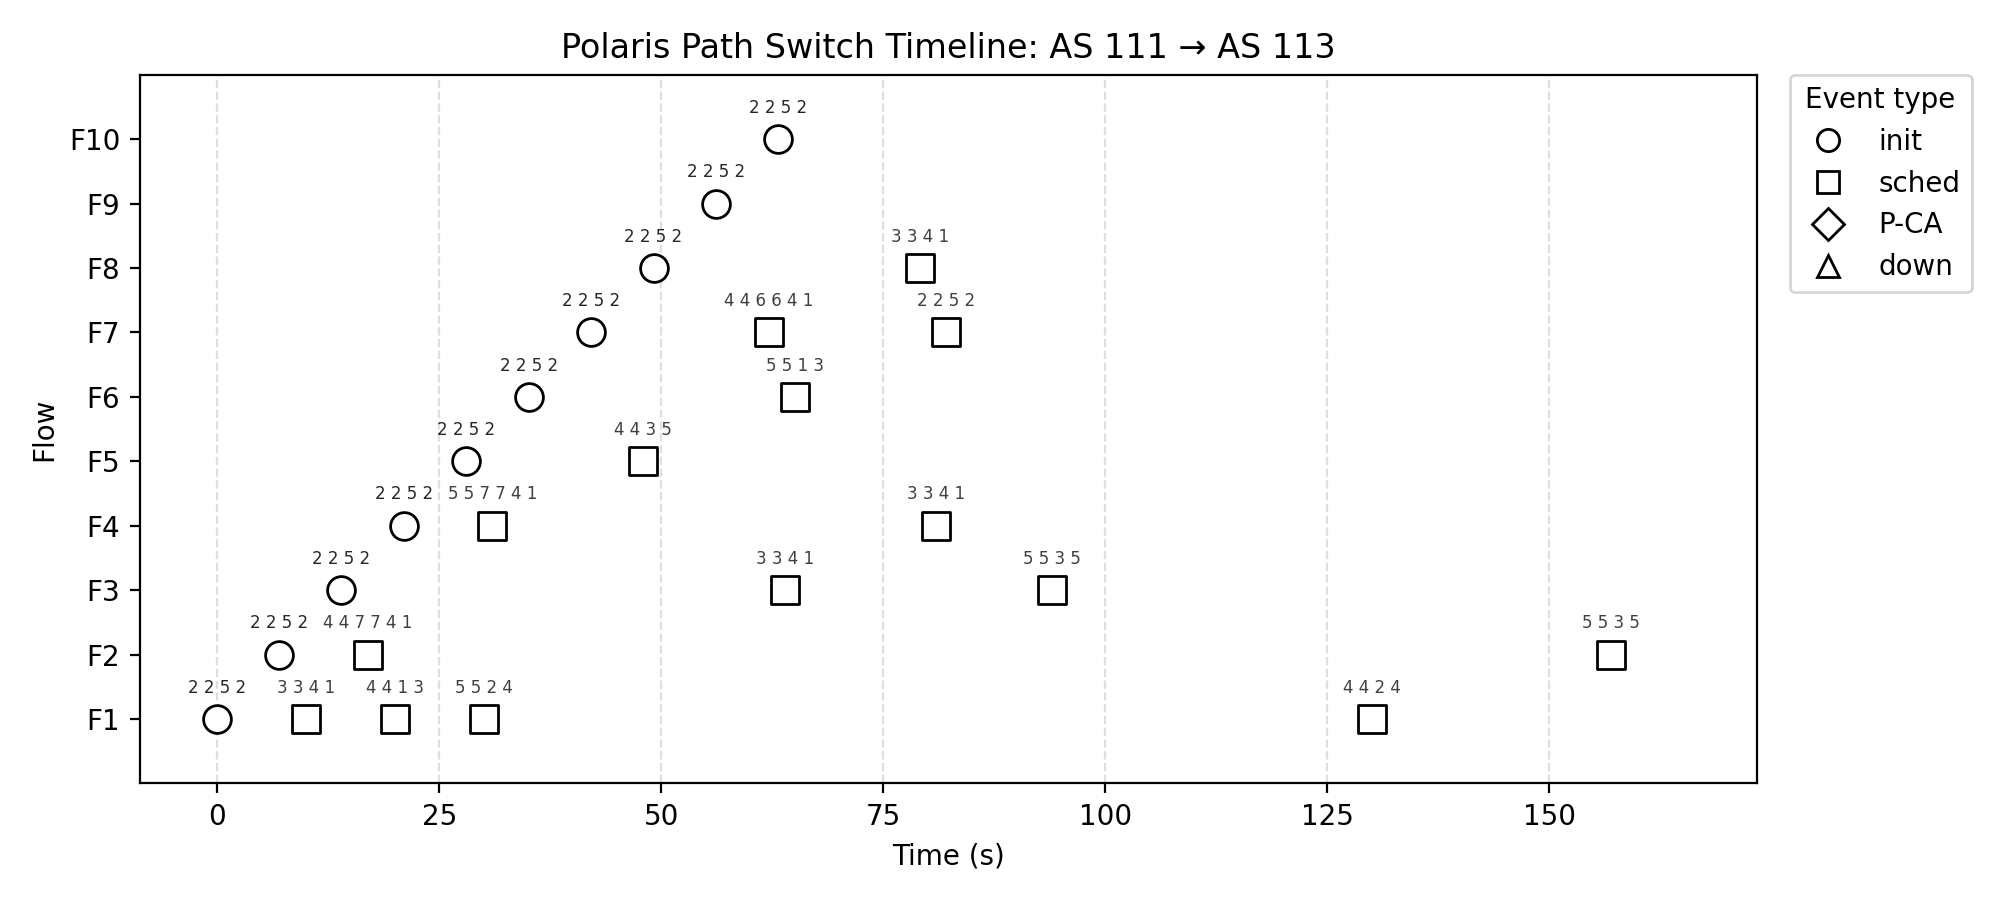 Polaris Path Switch Timeline: AS 111 → AS 113
Event type
init
sched
P-CA
down
Flow
F10
F9
F8
F7
F6
F5
F4
F3
F2
F1
2 2 5 2
2 2 5 2
2 2 5 2 3 3 4 1
2 2 5 2 4 4 6 6 4 1 2 2 5 2
2 2 5 2 5 5 1 3
2 2 5 2 4 4 3 5
2 2 5 2 5 5 7 7 4 1 3 3 4 1
2 2 5 2 3 3 4 1 5 5 3 5
2 2 5 2 4 4 7 7 4 1 5 5 3 5
2 2 5 2 3 3 4 1 4 4 1 3 5 5 2 4 4 4 2 4
0 25 50 75 100 125 150
Time (s)